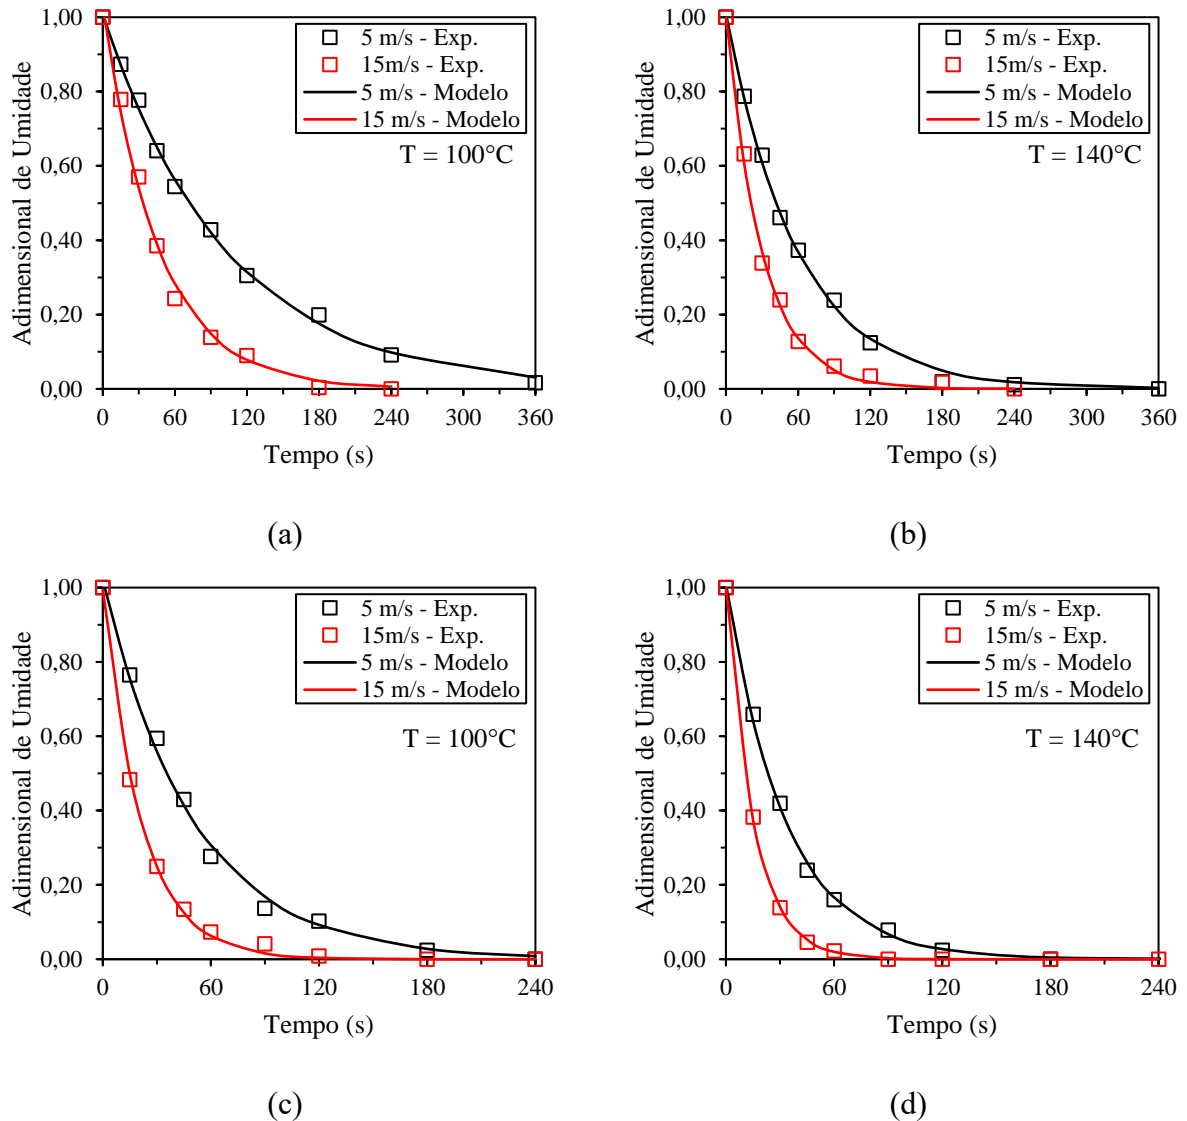 Adimensional de Umidade
1,00
0,80
0,60
0,40
0,20
0,00
0 60 120 180 240 300 360
Tempo (s)
5 m/s - Exp.
15m/s - Exp.
5 m/s - Modelo
15 m/s - Modelo
T = 100°C
(a)
Adimensional de Umidade
1,00
0,80
0,60
0,40
0,20
0,00
0 60 120 180 240 300 360
Tempo (s)
5 m/s - Exp.
15m/s - Exp.
5 m/s - Modelo
15 m/s - Modelo
T = 140°C
(b)
Adimensional de Umidade
1,00
0,80
0,60
0,40
0,20
0,00
0 60 120 180 240
Tempo (s)
5 m/s - Exp.
15m/s - Exp.
5 m/s - Modelo
15 m/s - Modelo
T = 100°C
(c)
Adimensional de Umidade
1,00
0,80
0,60
0,40
0,20
0,00
0 60 120 180 240
Tempo (s)
5 m/s - Exp.
15m/s - Exp.
5 m/s - Modelo
15 m/s - Modelo
T = 140°C
(d)